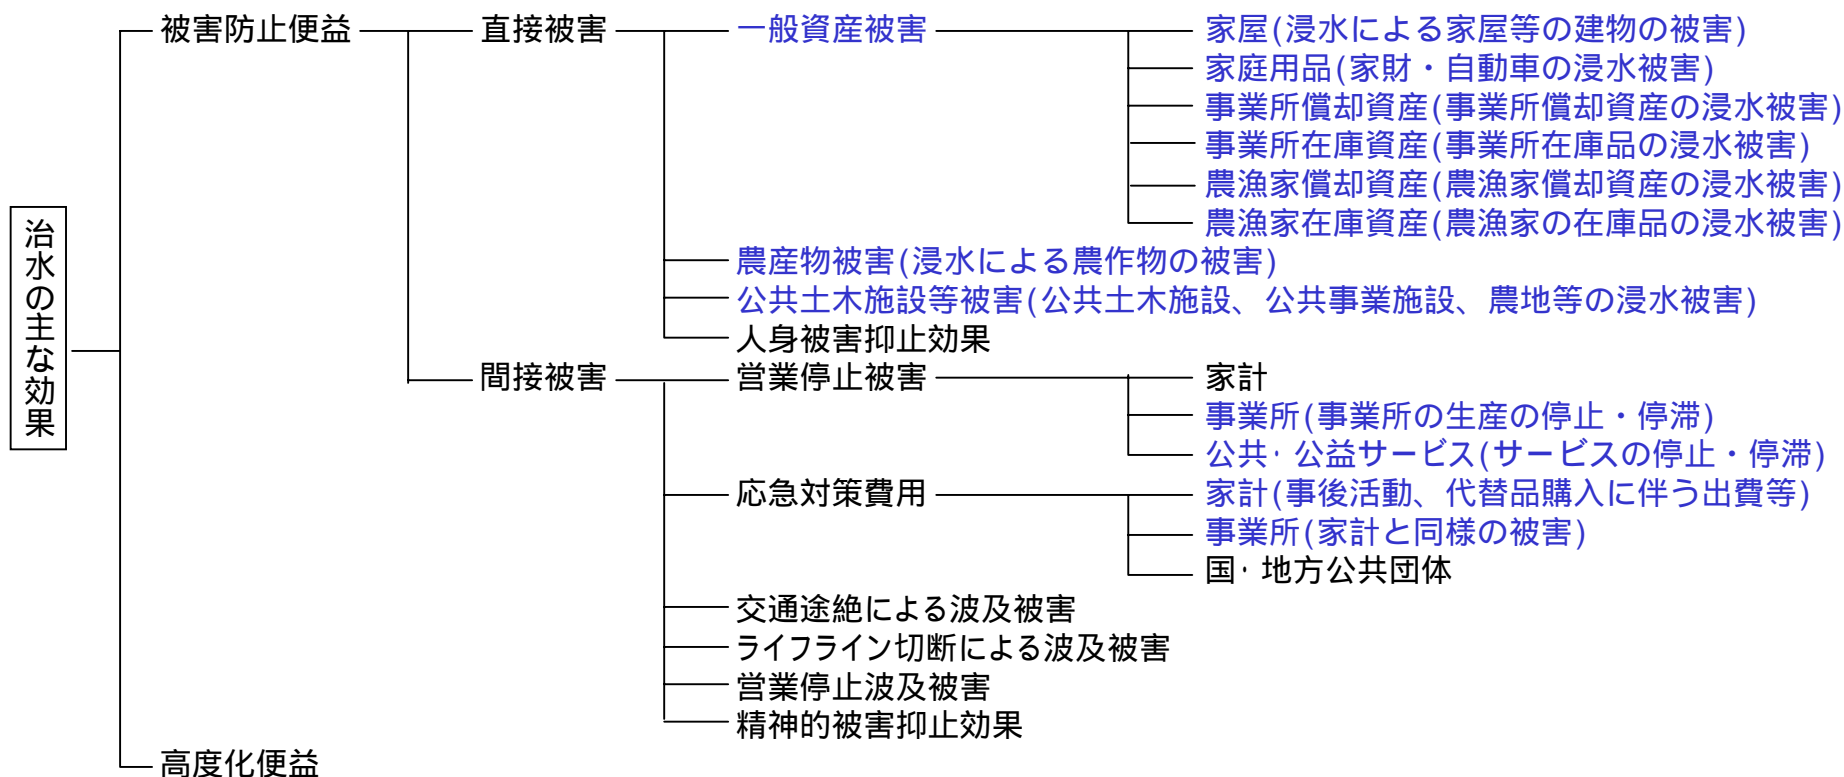 治水の主な効果
被害防止便益
直接被害
一般資産被害
家屋(浸水による家屋等の建物の被害)
家庭用品(家財・自動車の浸水被害)
事業所償却資産(事業所償却資産の浸水被害)
事業所在庫資産(事業所在庫品の浸水被害)
農漁家償却資産(農漁家償却資産の浸水被害)
農漁家在庫資産(農漁家の在庫品の浸水被害)
農産物被害(浸水による農作物の被害)
公共土木施設等被害(公共土木施設、公共事業施設、農地等の浸水被害)
人身被害抑止効果
間接被害
営業停止被害
家計
事業所(事業所の生産の停止・停滞)
公共・公益サービス(サービスの停止・停滞)
応急対策費用
家計(事後活動、代替品購入に伴う出費等)
事業所(家計と同様の被害)
国・地方公共団体
交通途絶による波及被害
ライフライン切断による波及被害
営業停止波及被害
精神的被害抑止効果
高度化便益